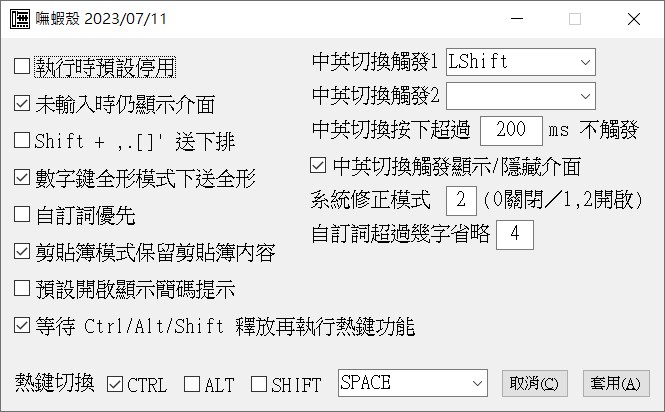 嘸蝦殼 2023/07/11
執行時預設停用
未輸入時仍顯示介面
Shift + ,.[]' 送下排
數字鍵全形模式下送全形
自訂詞優先
剪貼簿模式保留剪貼簿內容
預設開啟顯示簡碼提示
等待 Ctrl/Alt/Shift 釋放再執行熱鍵功能
中英切換觸發1 LShift
中英切換觸發2
中英切換按下超過 200 ms 不觸發
中英切換觸發顯示/隱藏介面
系統修正模式 2 (0關閉/1,2開啟)
自訂詞超過幾字省略 4
熱鍵切換 CTRL ALT SHIFT SPACE 取消(C) 套用(A)